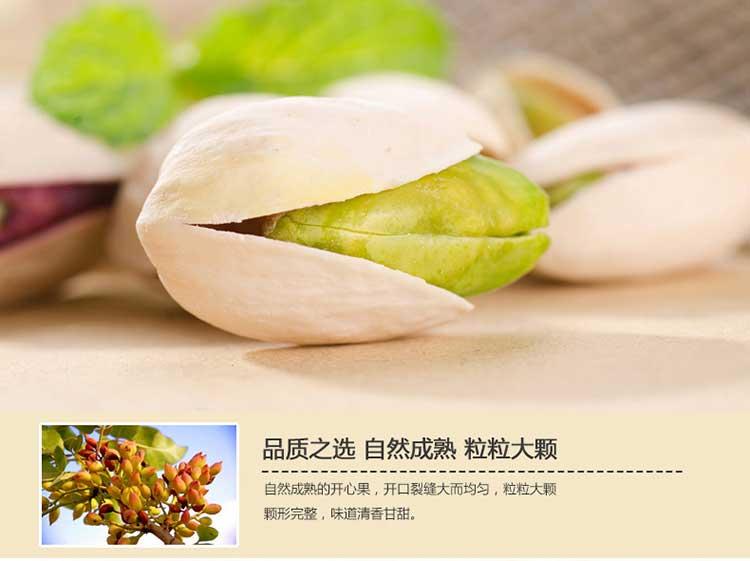 品质之选 自然成熟 粒粒大颗
自然成熟的开心果，开口裂缝大而均匀，粒粒大颗
颗形完整，味道清香甘甜。